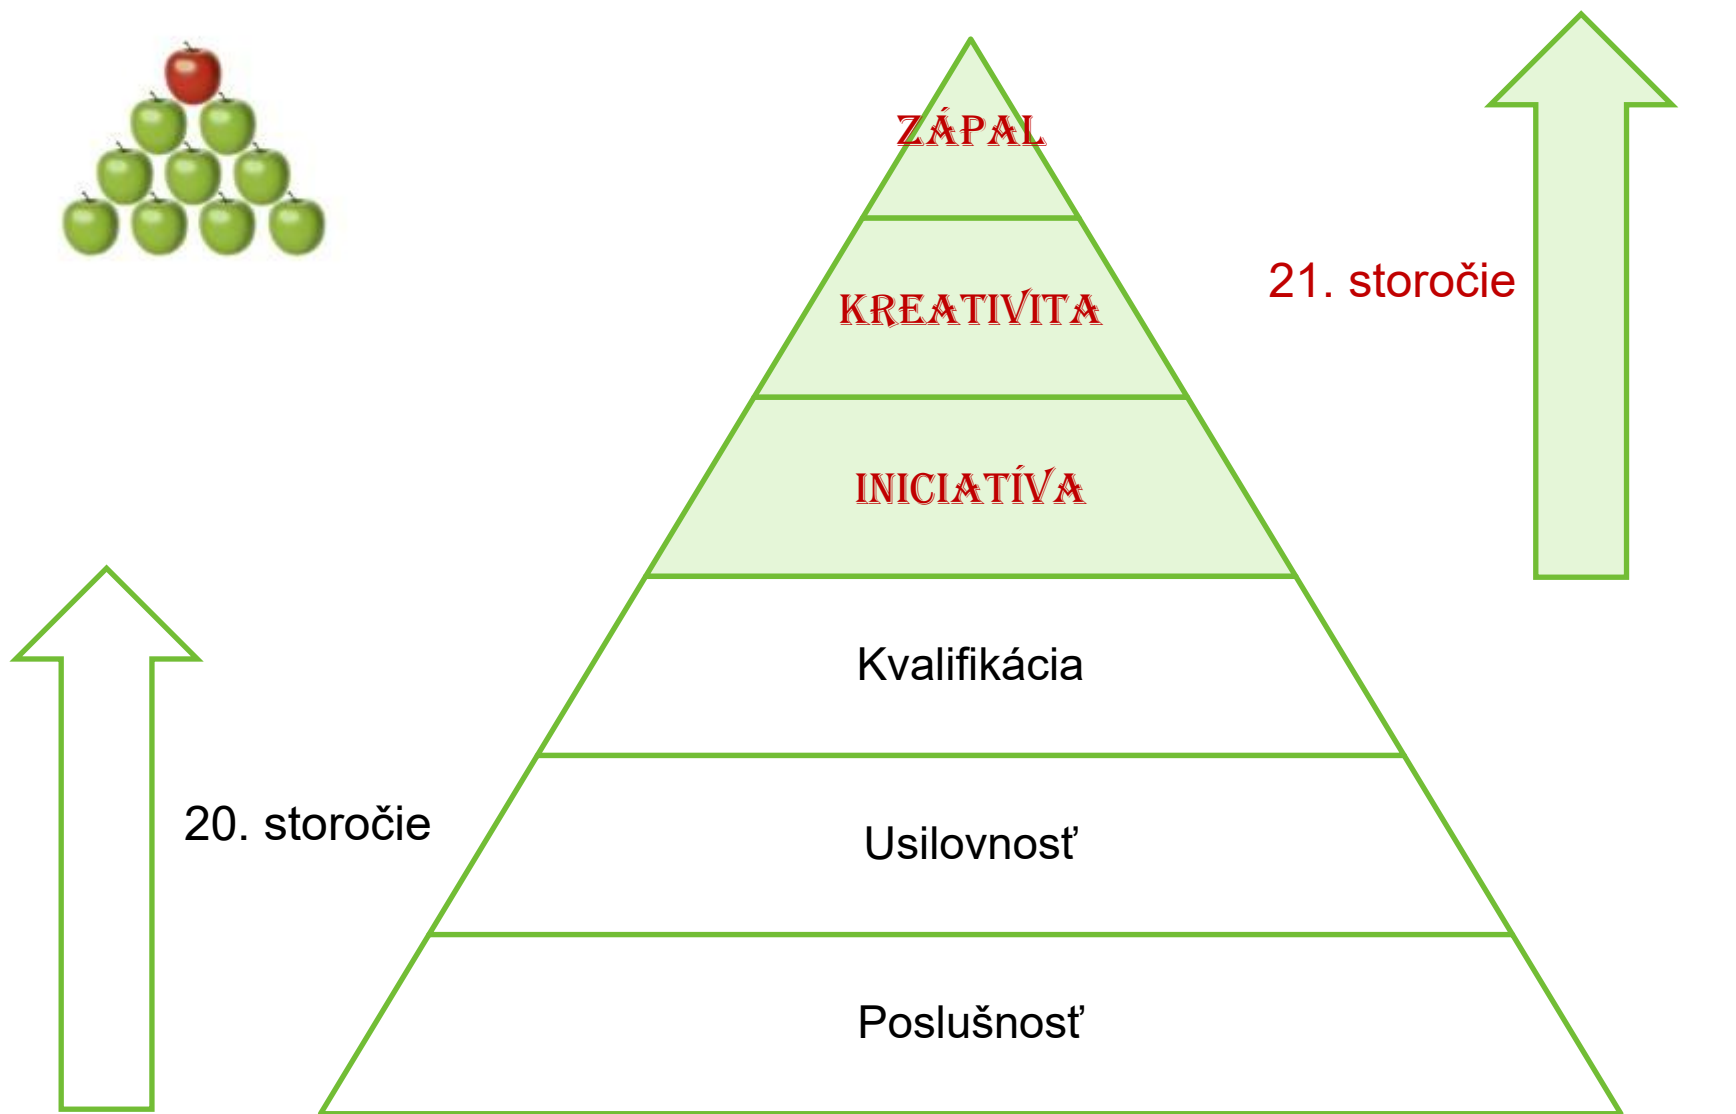 ZÁPAL
KREATIVITA
21. storočie
INICIATÍVA
Kvalifikácia
20. storočie
Usilovnosť
Poslušnosť